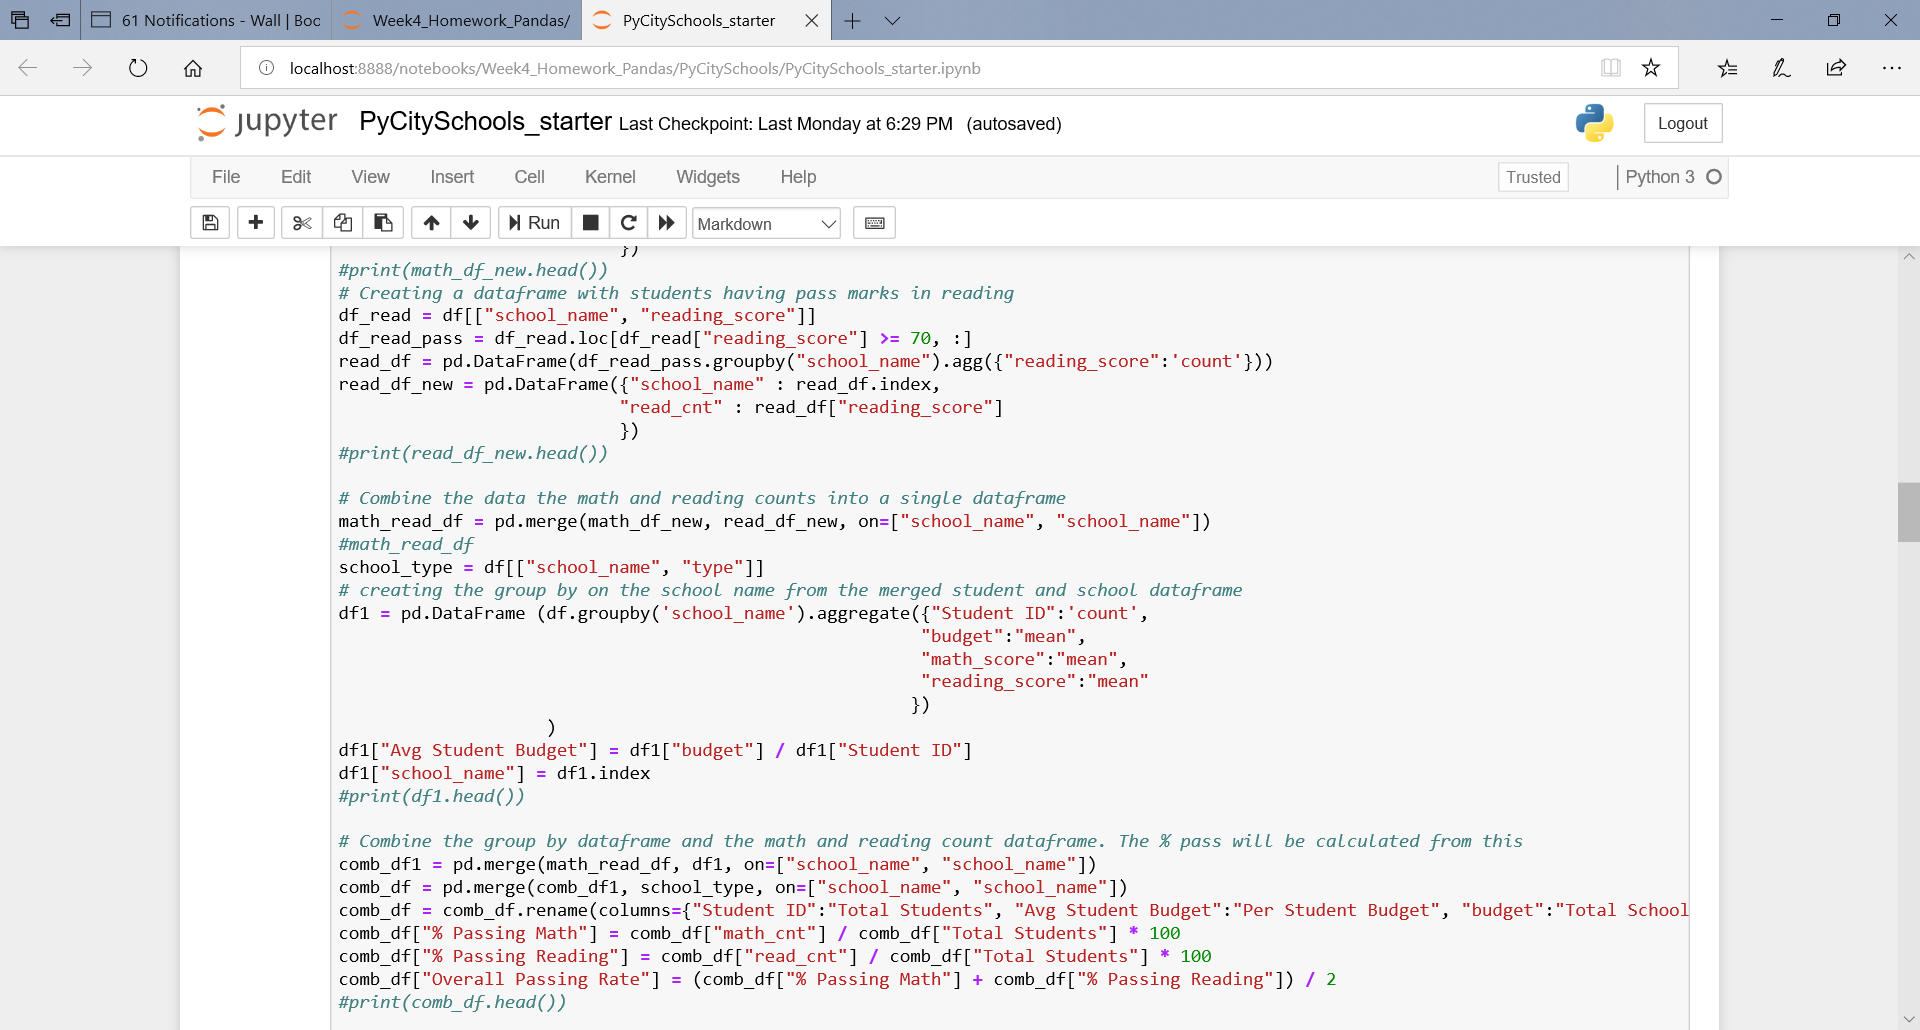 61 Notifications - Wall | Boo
Week4_Homework_Pandas/
PyCitySchools_starter
localhost:8888/notebooks/Week4_Homework_Pandas/PyCitySchools/PyCitySchools_starter.ipynb
jupyter PyCitySchools_starter Last Checkpoint: Last Monday at 6:29 PM (autosaved)
Logout
File Edit View Insert Cell Kernel Widgets Help
Trusted
Python 3
Run
Markdown
})
#print(math_df_new.head())
# Creating a dataframe with students having pass marks in reading
df_read = df[["school_name", "reading_score"]]
df_read_pass = df_read.loc[df_read["reading_score"] >= 70, :]
read_df = pd.DataFrame(df_read_pass.groupby("school_name").agg({"reading_score":'count'}))
read_df_new = pd.DataFrame({"school_name" : read_df.index,
"read_cnt" : read_df["reading_score"]
})
#print(read_df_new.head())
# Combine the data the math and reading counts into a single dataframe
math_read_df = pd.merge(math_df_new, read_df_new, on=["school_name", "school_name"])
#math_read_df
school_type = df[["school_name", "type"]]
# creating the group by on the school name from the merged student and school dataframe
df1 = pd.DataFrame (df.groupby('school_name').aggregate({"Student ID":'count',
"budget":"mean",
"math_score":"mean",
"reading_score":"mean"
})
)
df1["Avg Student Budget"] = df1["budget"] / df1["Student ID"]
df1["school_name"] = df1.index
#print(df1.head())
# Combine the group by dataframe and the math and reading count dataframe. The % pass will be calculated from this
comb_df1 = pd.merge(math_read_df, df1, on=["school_name", "school_name"])
comb_df = pd.merge(comb_df1, school_type, on=["school_name", "school_name"])
comb_df = comb_df.rename(columns={"Student ID":"Total Students", "Avg Student Budget":"Per Student Budget", "budget":"Total School
comb_df["% Passing Math"] = comb_df["math_cnt"] / comb_df["Total Students"] * 100
comb_df["% Passing Reading"] = comb_df["read_cnt"] / comb_df["Total Students"] * 100
comb_df["Overall Passing Rate"] = (comb_df["% Passing Math"] + comb_df["% Passing Reading"]) / 2
#print(comb_df.head())